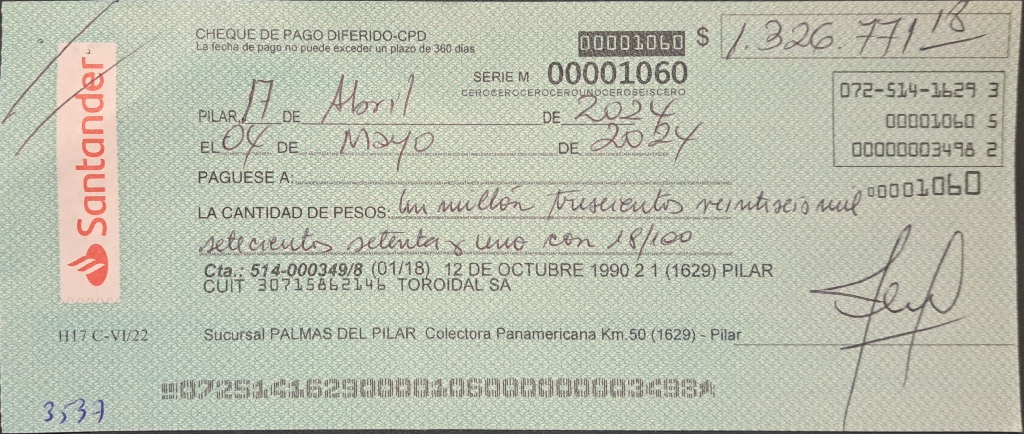 CHEQUE DE PAGO DIFERIDO-CPD
La fecha de pago no puede exceder un plazo de 360 días
00001060 $ 1.326.771 18
SERIE M 00001060
CEROCEROCEROCEROUNOCEROSEISCERO
072-514-1629 3
00001060 5
00000003498 2
PILAR, 17 DE Abril DE 2024
EL 04 DE Mayo DE 2024
PAGUESE A:
00001060
LA CANTIDAD DE PESOS: Un millón trescientos veintiseis mil
setecientos setenta y uno con 18/100
Cta.: 514-000349/8 (01/18) 12 DE OCTUBRE 1990 2 1 (1629) PILAR
CUIT 30715862146 TOROIDAL SA
Santander
H17 C-VI/22
Sucursal PALMAS DEL PILAR Colectora Panamericana Km.50 (1629) - Pilar
07251416290000106000000003498
3,537